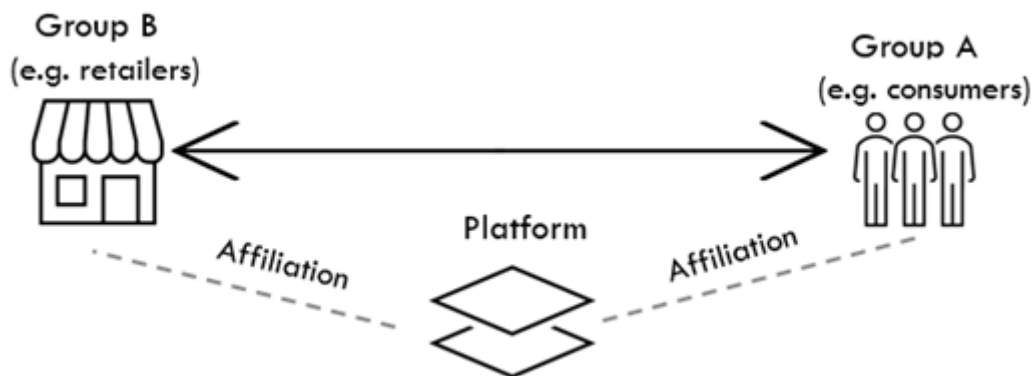 Group B
(e.g. retailers)
Group A
(e.g. consumers)
Platform
Affiliation
Affiliation